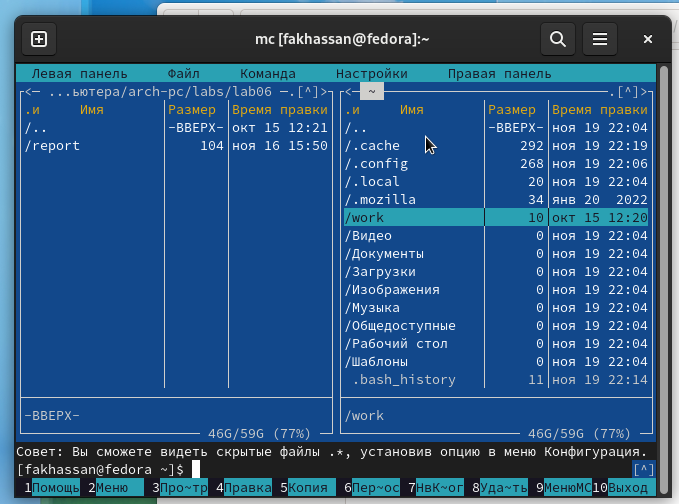 mc [fakhassan@fedora]:~
Левая панель Файл Команда Настройки Правая панель
<─ ...ьютера/arch-pc/labs/lab06 ─.[^]> <─ ~ .[^]>
.и Имя Размер Время правки .и Имя Размер Время правки
/.. -ВВЕРХ- окт 15 12:21 /.. -ВВЕРХ- ноя 19 22:04
/report 104 ноя 16 15:50 /.cache 292 ноя 19 22:19
/.config 268 ноя 19 22:06
/.local 20 ноя 19 22:04
/.mozilla 34 янв 20 2022
/work 10 окт 15 12:20
/Видео 0 ноя 19 22:04
/Документы 0 ноя 19 22:04
/Загрузки 0 ноя 19 22:04
/Изображения 0 ноя 19 22:04
/Музыка 0 ноя 19 22:04
/Общедоступные 0 ноя 19 22:04
/Рабочий стол 0 ноя 19 22:04
/Шаблоны 0 ноя 19 22:04
.bash_history 11 ноя 19 22:14
-ВВЕРХ- /work
46G/59G (77%) 46G/59G (77%)
Совет: Вы сможете видеть скрытые файлы .*, установив опцию в меню Конфигурация.
[fakhassan@fedora ~]$ [^]
1Помощь 2Меню 3Про~тр 4Правка 5Копия 6Пер~ос 7НвК~ог 8Уда~ть 9МенюMC 10Выход